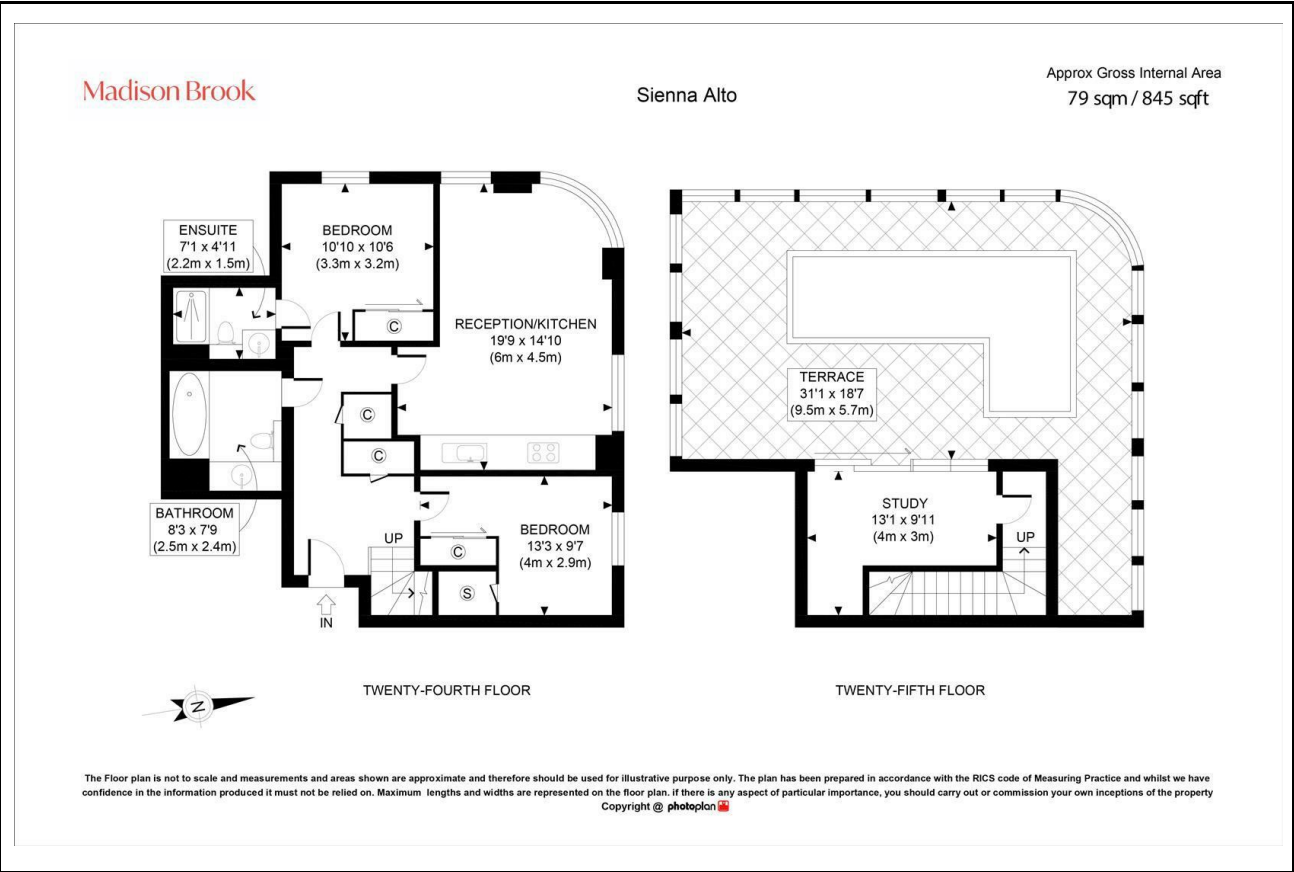 Madison Brook
Sienna Alto
Approx Gross Internal Area
79 sqm / 845 sqft
ENSUITE
7'1 x 4'11
(2.2m x 1.5m)
BEDROOM
10'10 x 10'6
(3.3m x 3.2m)
C
RECEPTION/KITCHEN
19'9 x 14'10
(6m x 4.5m)
C
C
BATHROOM
8'3 x 7'9
(2.5m x 2.4m)
UP
BEDROOM
13'3 x 9'7
(4m x 2.9m)
C
S
IN
TERRACE
31'1 x 18'7
(9.5m x 5.7m)
STUDY
13'1 x 9'11
(4m x 3m)
UP
TWENTY-FOURTH FLOOR
TWENTY-FIFTH FLOOR
N
The Floor plan is not to scale and measurements and areas shown are approximate and therefore should be used for illustrative purpose only. The plan has been prepared in accordance with the RICS code of Measuring Practice and whilst we have
confidence in the information produced it must not be relied on. Maximum lengths and widths are represented on the floor plan. if there is any aspect of particular importance, you should carry out or commission your own inceptions of the property
Copyright @ photoplan